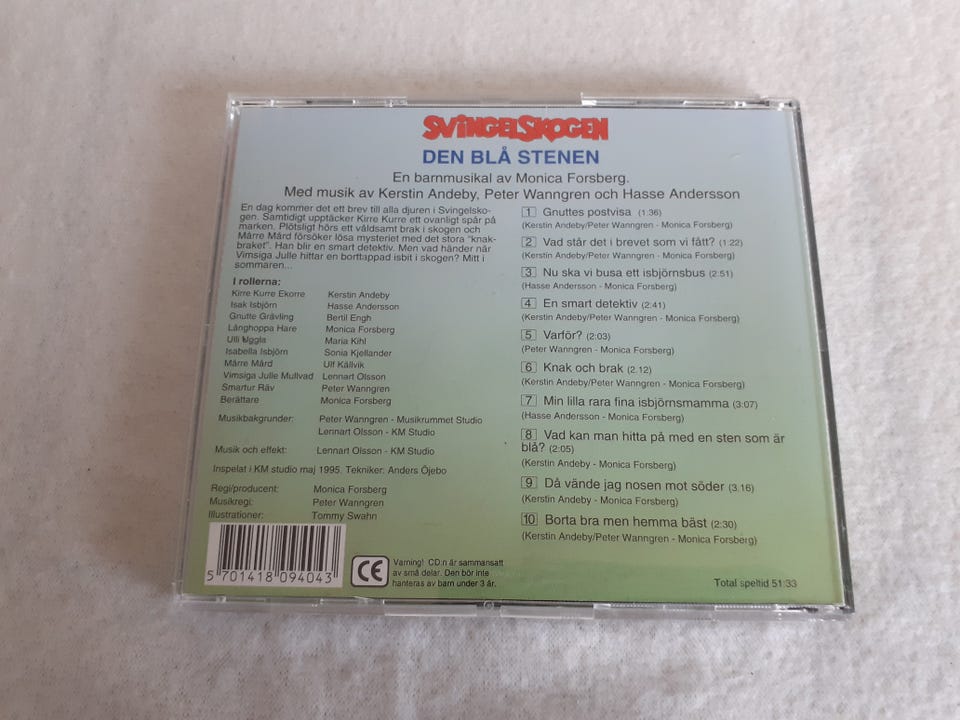 SVINGELSKOGEN
DEN BLÅ STENEN
En barnmusikal av Monica Forsberg.
Med musik av Kerstin Andeby, Peter Wanngren och Hasse Andersson
En dag kommer det ett brev till alla djuren i Svingelsko-
gen. Samtidigt upptäcker Kirre Kurre ett ovanligt spår på
marken. Plötsligt hörs ett våldsamt brak i skogen och
Mårre Mård försöker lösa mysteriet med det stora "knak-
braket". Han blir en smart detektiv. Men vad händer när
Vimsiga Julle hittar en borttappad isbit i skogen? Mitt i
sommaren...
I rollerna:
Kirre Kurre Ekorre Kerstin Andeby
Isak Isbjörn Hasse Andersson
Gnutte Grävling Bertil Engh
Långhoppa Hare Monica Forsberg
Ulli Uggla Maria Kihl
Isabella Isbjörn Sonia Kjellander
Mårre Mård Ulf Källvik
Vimsiga Julle Mullvad Lennart Olsson
Smartur Räv Peter Wanngren
Berättare Monica Forsberg
Musikbakgrunder: Peter Wanngren - Musikrummet Studio
Lennart Olsson - KM Studio
Musik och effekt: Lennart Olsson - KM Studio
Inspelat i KM studio maj 1995. Tekniker: Anders Öjebo
Regi/producent: Monica Forsberg
Musikregi: Peter Wanngren
Illustrationer: Tommy Swahn
5 701418 094043
CE
Varning! CD:n är sammansatt
av små delar. Den bör inte
hanteras av barn under 3 år.
1 Gnuttes postvisa (1:36)
(Kerstin Andeby/Peter Wanngren - Monica Forsberg)
2 Vad står det i brevet som vi fått? (1:22)
(Kerstin Andeby/Peter Wanngren - Monica Forsberg)
3 Nu ska vi busa ett isbjörnsbus (2:51)
(Hasse Andersson - Monica Forsberg)
4 En smart detektiv (2:41)
(Kerstin Andeby/Peter Wanngren - Monica Forsberg)
5 Varför? (2:03)
(Peter Wanngren - Monica Forsberg)
6 Knak och brak (2.12)
(Kerstin Andeby/Peter Wanngren - Monica Forsberg)
7 Min lilla rara fina isbjörnsmamma (3:07)
(Hasse Andersson - Monica Forsberg)
8 Vad kan man hitta på med en sten som är
blå? (2:05)
(Kerstin Andeby - Monica Forsberg)
9 Då vände jag nosen mot söder (3.16)
(Kerstin Andeby - Monica Forsberg)
10 Borta bra men hemma bäst (2:30)
(Kerstin Andeby/Peter Wanngren - Monica Forsberg)
Total speltid 51:33